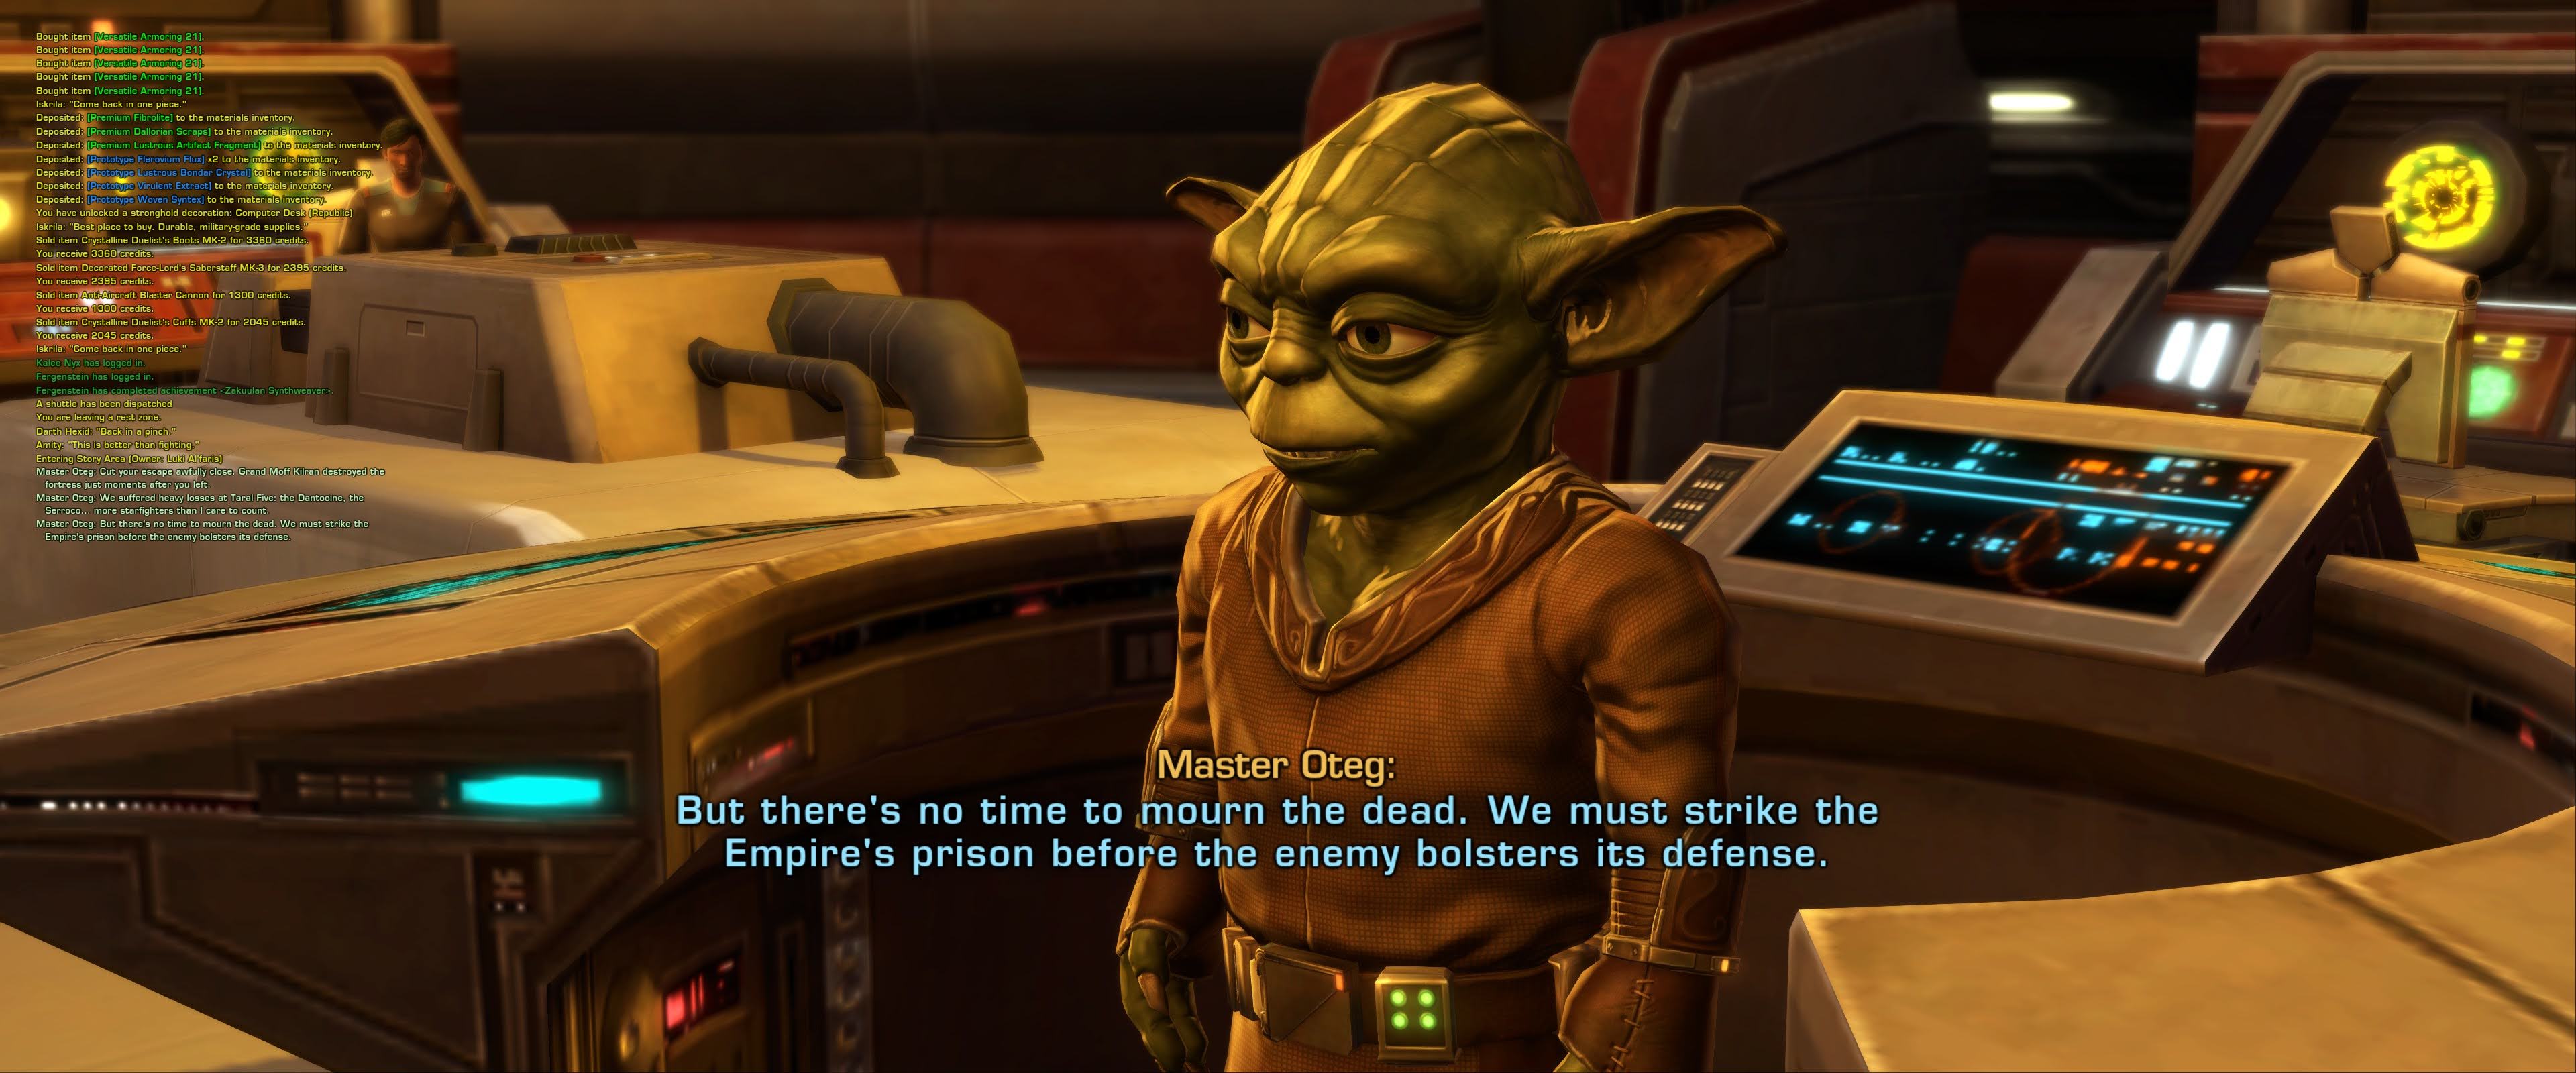 Bought item [Versatile Armoring 21].
Bought item [Versatile Armoring 21].
Bought item [Versatile Armoring 21].
Bought item [Versatile Armoring 21].
Bought item [Versatile Armoring 21].
Iskrila: "Come back in one piece."
Deposited: [Premium Fibrolite] to the materials inventory.
Deposited: [Premium Dallorian Scraps] to the materials inventory.
Deposited: [Premium Lustrous Artifact Fragment] to the materials inventory.
Deposited: [Prototype Flerovium Flux] x2 to the materials inventory.
Deposited: [Prototype Lustrous Bondar Crystal] to the materials inventory.
Deposited: [Prototype Virulent Extract] to the materials inventory.
Deposited: [Prototype Woven Syntex] to the materials inventory.
You have unlocked a stronghold decoration: Computer Desk (Republic)
Iskrila: "Best place to buy. Durable, military-grade supplies."
Sold item Crystalline Duelist's Boots MK-2 for 3360 credits.
You receive 3360 credits.
Sold item Decorated Force-Lord's Saberstaff MK-3 for 2395 credits.
You receive 2395 credits.
Sold item Anti-Aircraft Blaster Cannon for 1300 credits.
You receive 1300 credits.
Sold item Crystalline Duelist's Cuffs MK-2 for 2045 credits.
You receive 2045 credits.
Iskrila: "Come back in one piece."
Kalee Nyx has logged in.
Fergenstein has logged in.
Fergenstein has completed achievement <Zakuulan Synthweaver>
A shuttle has been dispatched
You are leaving a rest zone.
Darth Hexid: "Back in a pinch."
Amity: "This is better than fighting."
Entering Story Area (Owner: Luki Al'faris)
Master Oteg: Cut your escape awfully close. Grand Moff Kilran destroyed the
fortress just moments after you left.
Master Oteg: We suffered heavy losses at Taral Five: the Dantooine, the
Serroco... more starfighters than I care to count.
Master Oteg: But there's no time to mourn the dead. We must strike the
Empire's prison before the enemy bolsters its defense.
Master Oteg:
But there's no time to mourn the dead. We must strike the
Empire's prison before the enemy bolsters its defense.